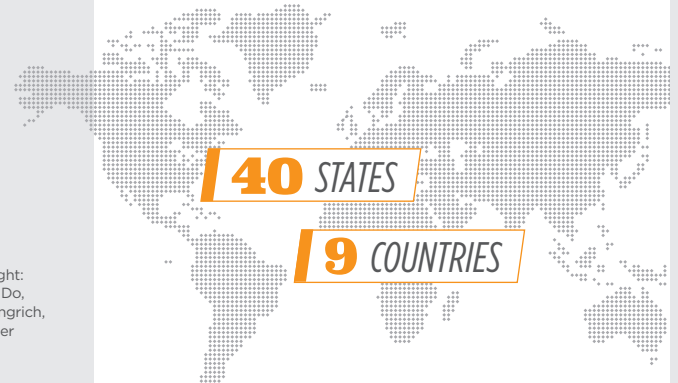 40 STATES
9 COUNTRIES
ght:
Do,
ngrich,
er